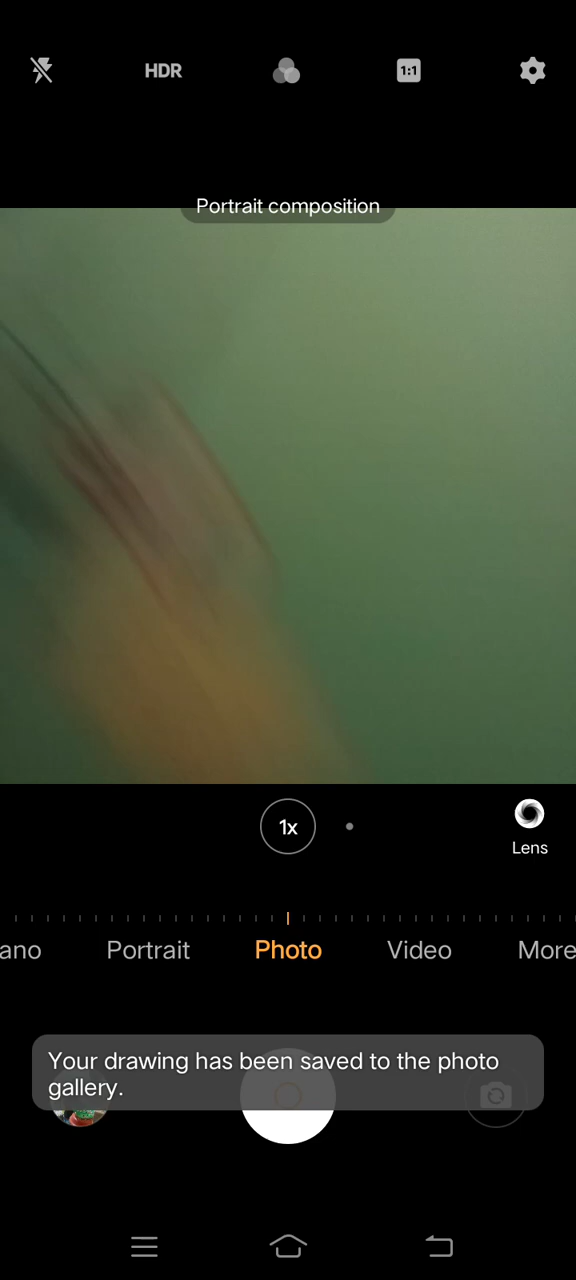 HDR
1:1
Portrait composition
1x
Lens
ano Portrait Photo Video More
Your drawing has been saved to the photo
gallery.